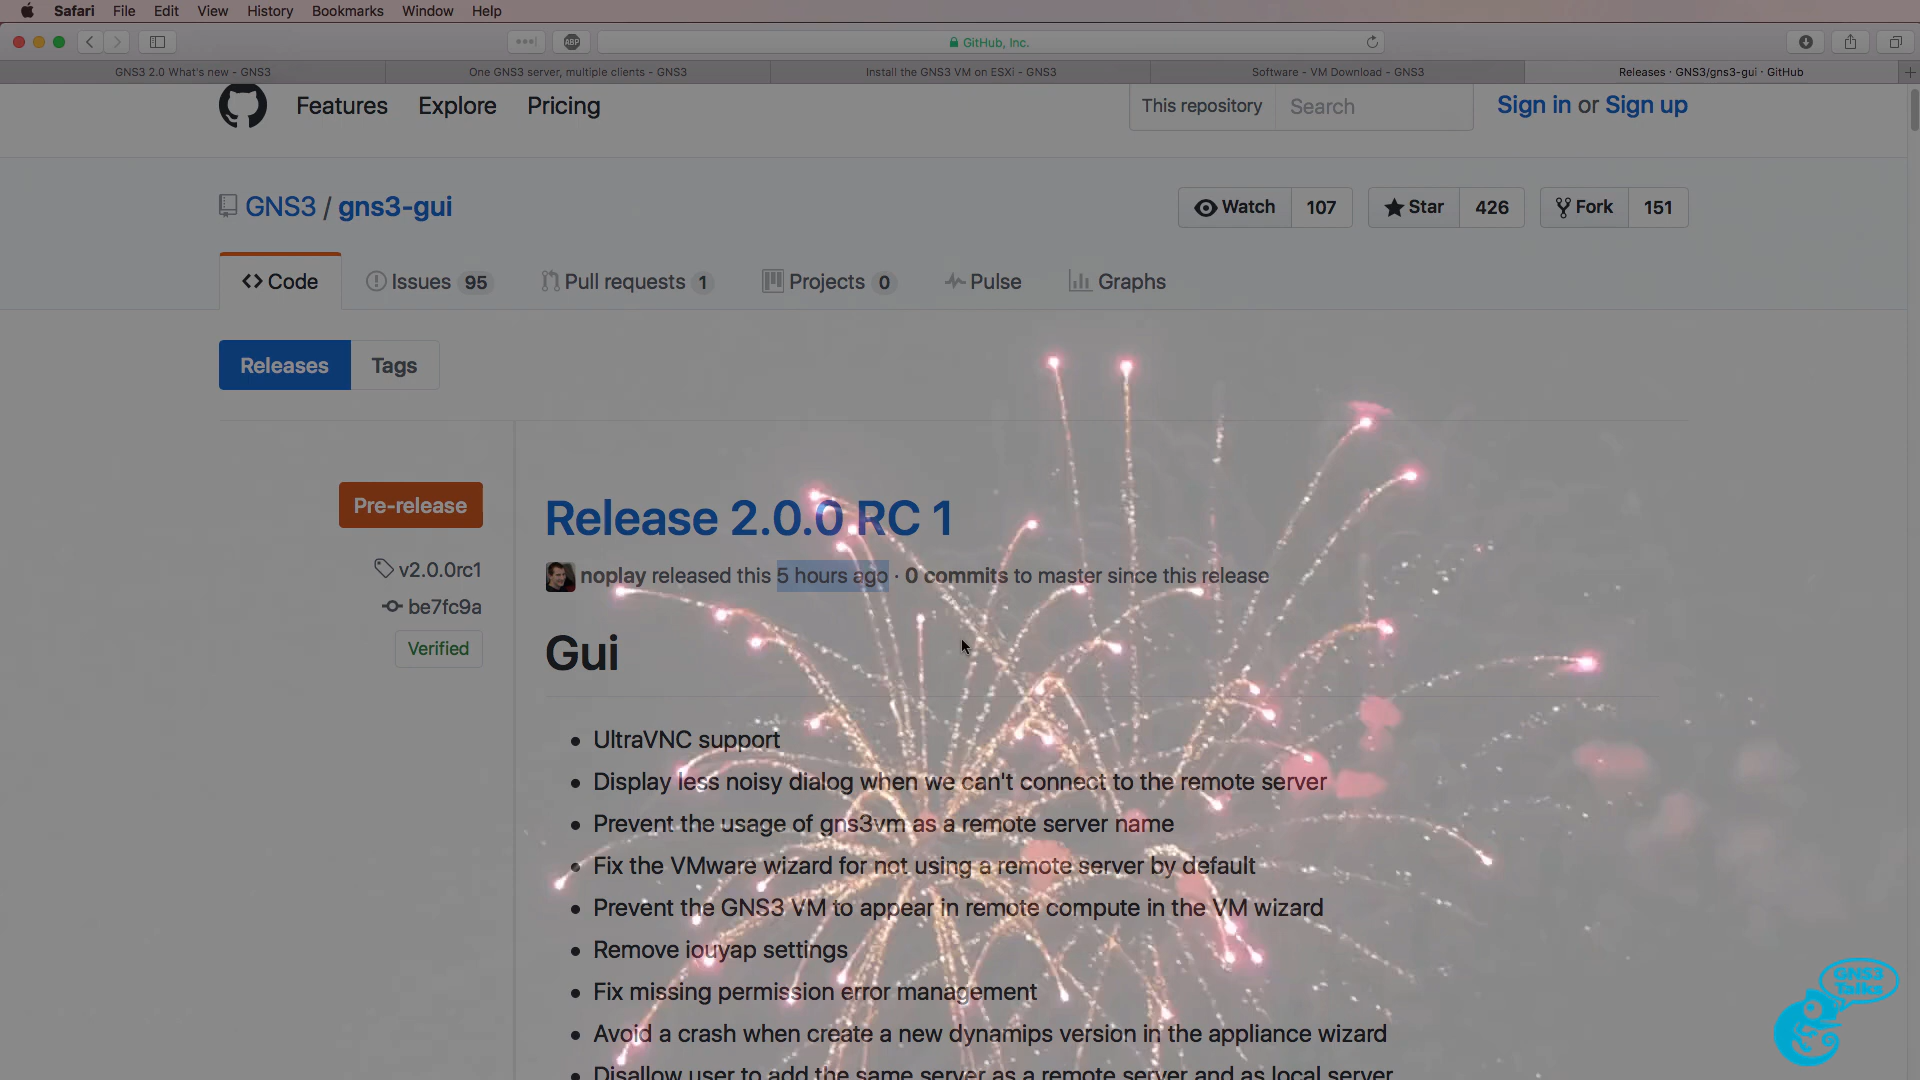 Safari File Edit View History Bookmarks Window Help
ABP
GitHub, Inc.
GNS3 2.0 What's new - GNS3
One GNS3 server, multiple clients - GNS3
Install the GNS3 VM on ESXi - GNS3
Software - VM Download - GNS3
Releases · GNS3/gns3-gui · GitHub
Features Explore Pricing
This repository Search
Sign in or Sign up
GNS3 / gns3-gui
Watch 107
Star 426
Fork 151
Code
Issues 95
Pull requests 1
Projects 0
Pulse
Graphs
Releases Tags
Pre-release
v2.0.0rc1
be7fc9a
Verified
Release 2.0.0 RC 1
noplay released this 5 hours ago · 0 commits to master since this release
Gui
UltraVNC support
Display less noisy dialog when we can't connect to the remote server
Prevent the usage of gns3vm as a remote server name
Fix the VMware wizard for not using a remote server by default
Prevent the GNS3 VM to appear in remote compute in the VM wizard
Remove iouyap settings
Fix missing permission error management
Avoid a crash when create a new dynamips version in the appliance wizard
Disallow user to add the same server as a remote server and as local server
GNS3
Talks